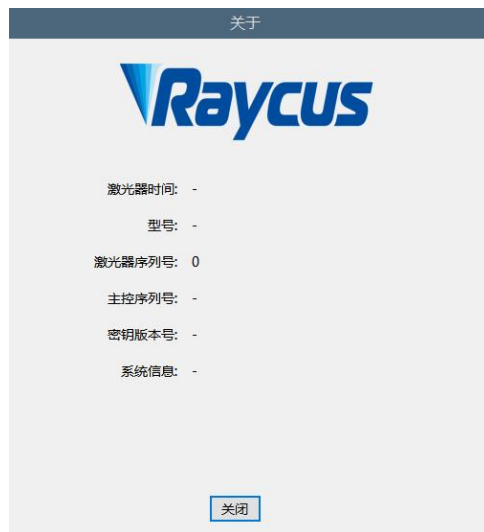 关于
Raycus
激光器时间: -
型号: -
激光器序列号: 0
主控序列号: -
密钥版本号: -
系统信息: -
关闭